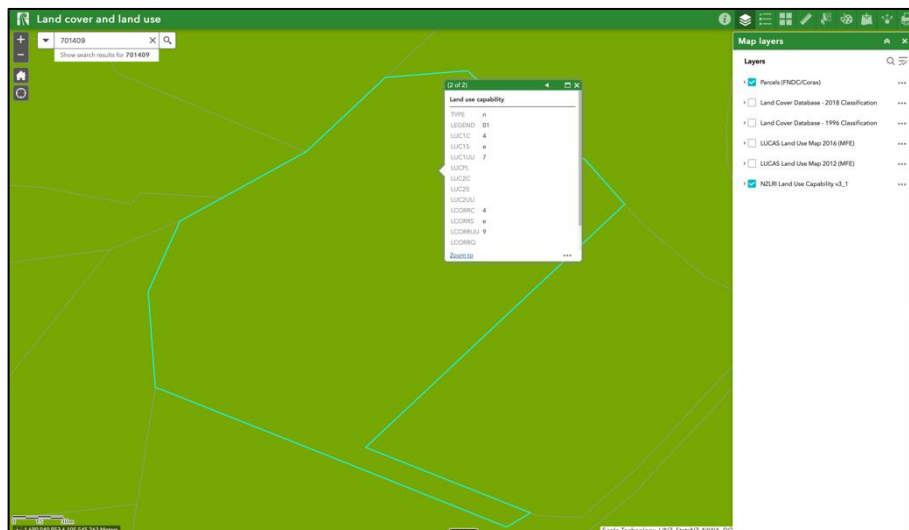 Land cover and land use
701409
Show search results for 701409
Map layers
Layers
Parcels (FNDC/Corax)
Land Cover Database - 2018 Classification
Land Cover Database - 1996 Classification
LUCAS Land Use Map 2016 (MFE)
LUCAS Land Use Map 2012 (MFE)
NZLRI Land Use Capability v3_1
(2 of 2)
Land use capability
TYPE n
LEGEND 01
LUC1C 4
LUC1S e
LUC1UU 7
LUCPL
LUC2C
LUC2S
LUC2UU
LCORRC 4
LCORRS e
LCORRUU 9
LCORRQ
Zoom to